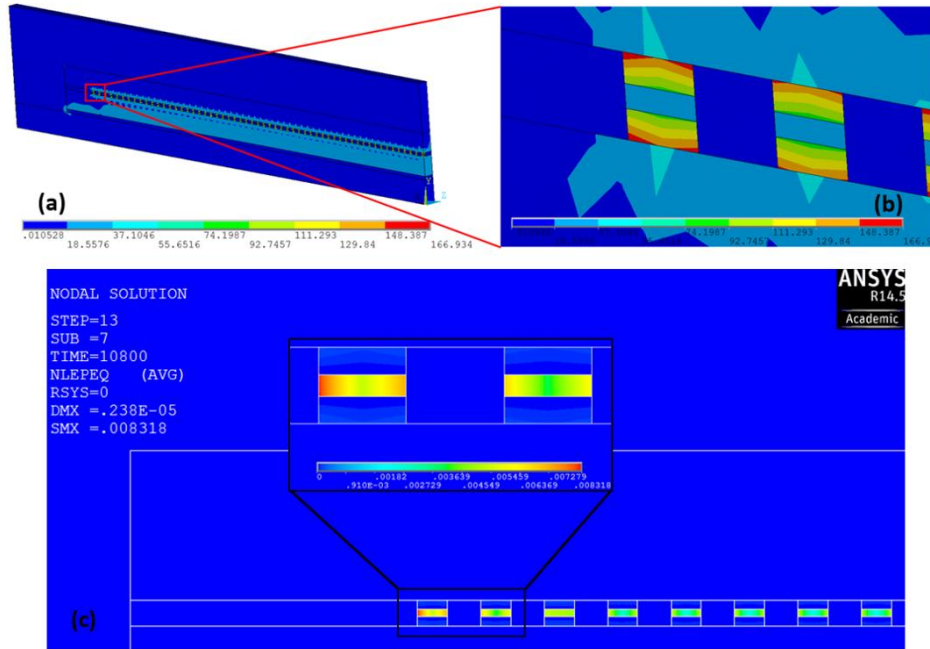 (a)
.010528
37.1046
74.1987
111.293
148.387
18.5576
55.6516
92.7457
129.84
166.934
(b)
74.1987
111.293
148.387
92.7457
129.84
ANSYS
R14.5
Academic
NODAL SOLUTION
STEP=13
SUB =7
TIME=10800
NLEPEQ (AVG)
RSYS=0
DMX =.238E-05
SMX =.008318
0
.00182
.003639
.005459
.007279
.910E-03
.002729
.004549
.006369
.008318
(c)